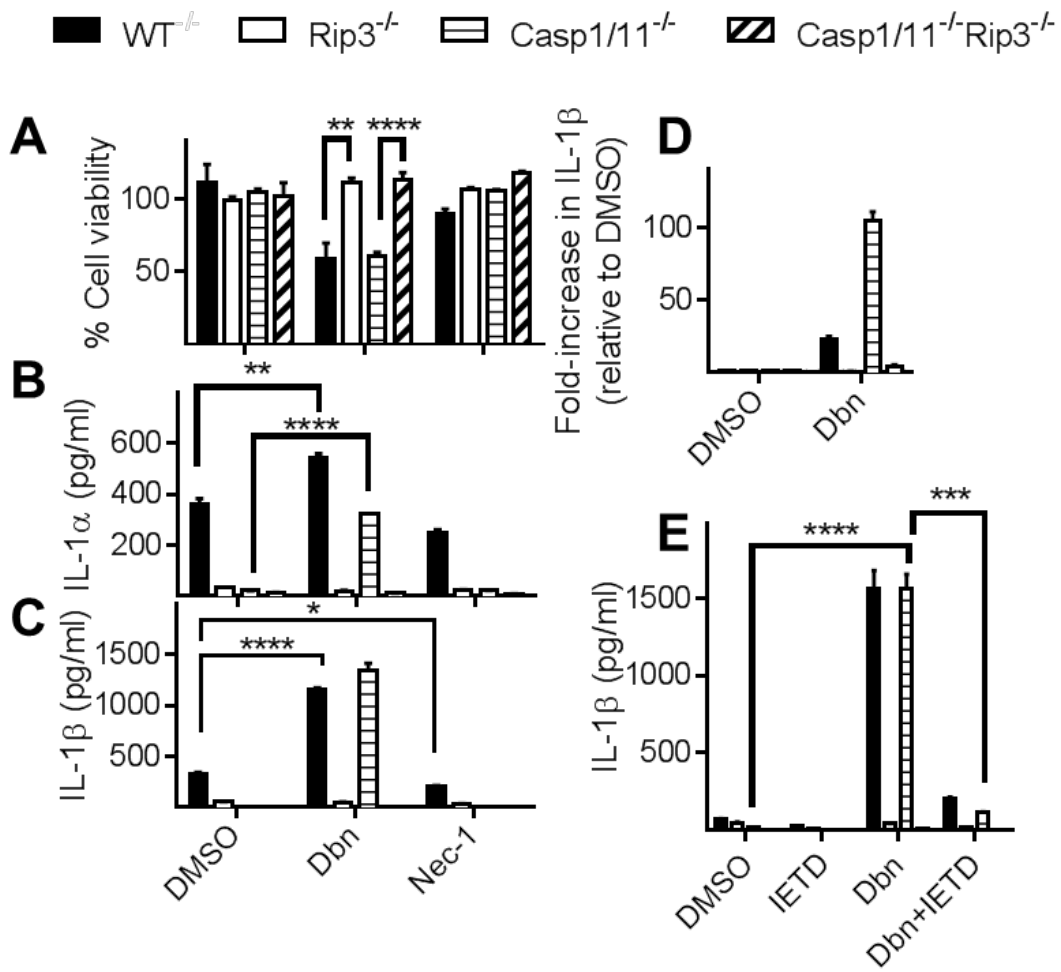 WT-/- Rip3-/- Casp1/11-/- Casp1/11-/-Rip3-/-
A
% Cell viability
100
50
** ****
B
IL-1α (pg/ml)
600
400
200
**
****
C
IL-1β (pg/ml)
1500
1000
500
*
****
DMSO Dbn Nec-1
D
Fold-increase in IL-1β
(relative to DMSO)
100
50
DMSO Dbn
E
IL-1β (pg/ml)
1500
1000
500
***
****
DMSO IETD Dbn Dbn+IETD